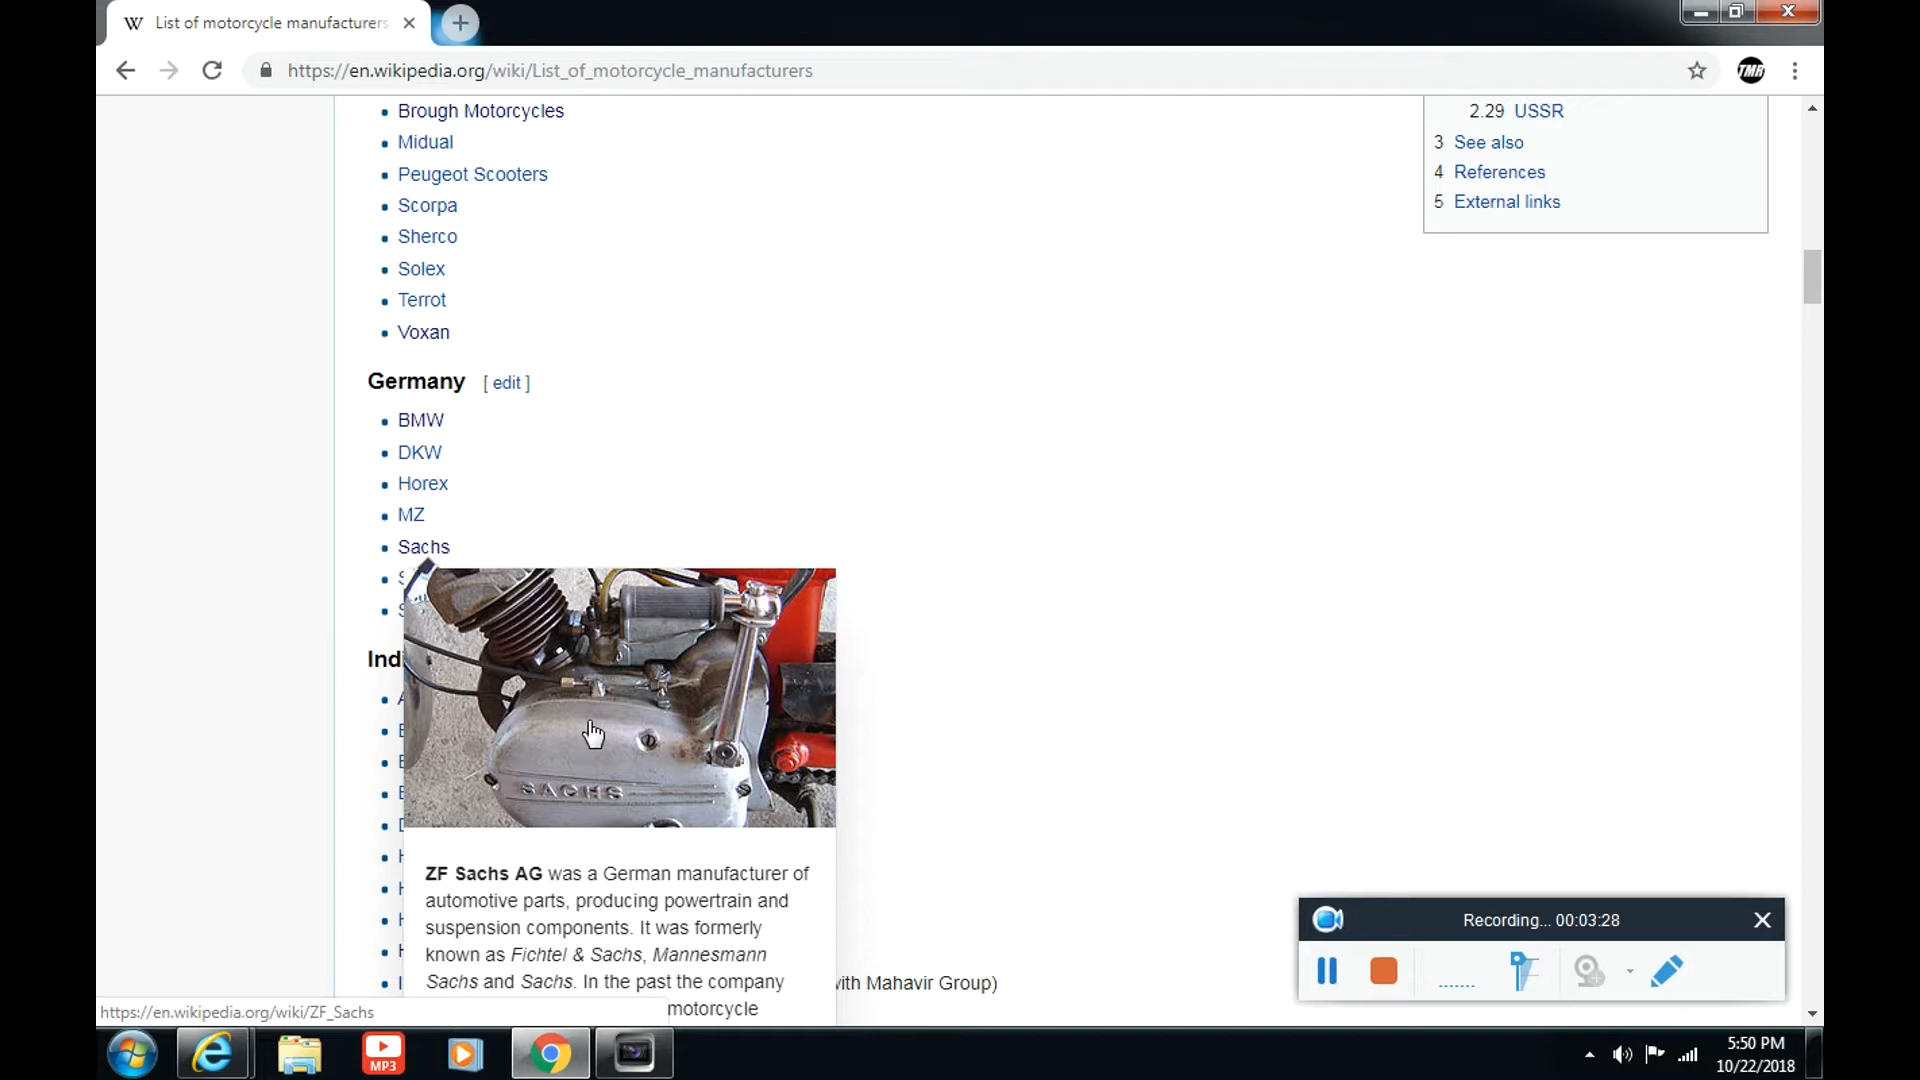 W List of motorcycle manufacturers
https://en.wikipedia.org/wiki/List_of_motorcycle_manufacturers
TMR
Brough Motorcycles
Midual
Peugeot Scooters
Scorpa
Sherco
Solex
Terrot
Voxan
2.29 USSR
3 See also
4 References
5 External links
Germany [ edit ]
BMW
DKW
Horex
MZ
Sachs
SACHS
ZF Sachs AG was a German manufacturer of
automotive parts, producing powertrain and
suspension components. It was formerly
known as Fichtel & Sachs, Mannesmann
Sachs and Sachs. In the past the company
motorcycle
with Mahavir Group)
Recording... 00:03:28
https://en.wikipedia.org/wiki/ZF_Sachs
MP3
5:50 PM
10/22/2018